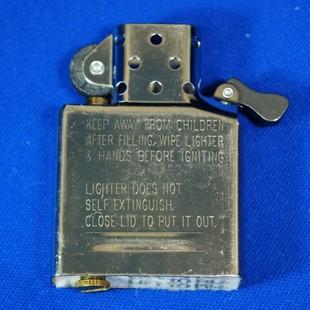 KEEP AWAY FROM CHILDREN
AFTER FILLING, WIPE LIGHTER
& HANDS BEFORE IGNITING
LIGHTER DOES NOT
SELF EXTINGUISH.
CLOSE LID TO PUT IT OUT.